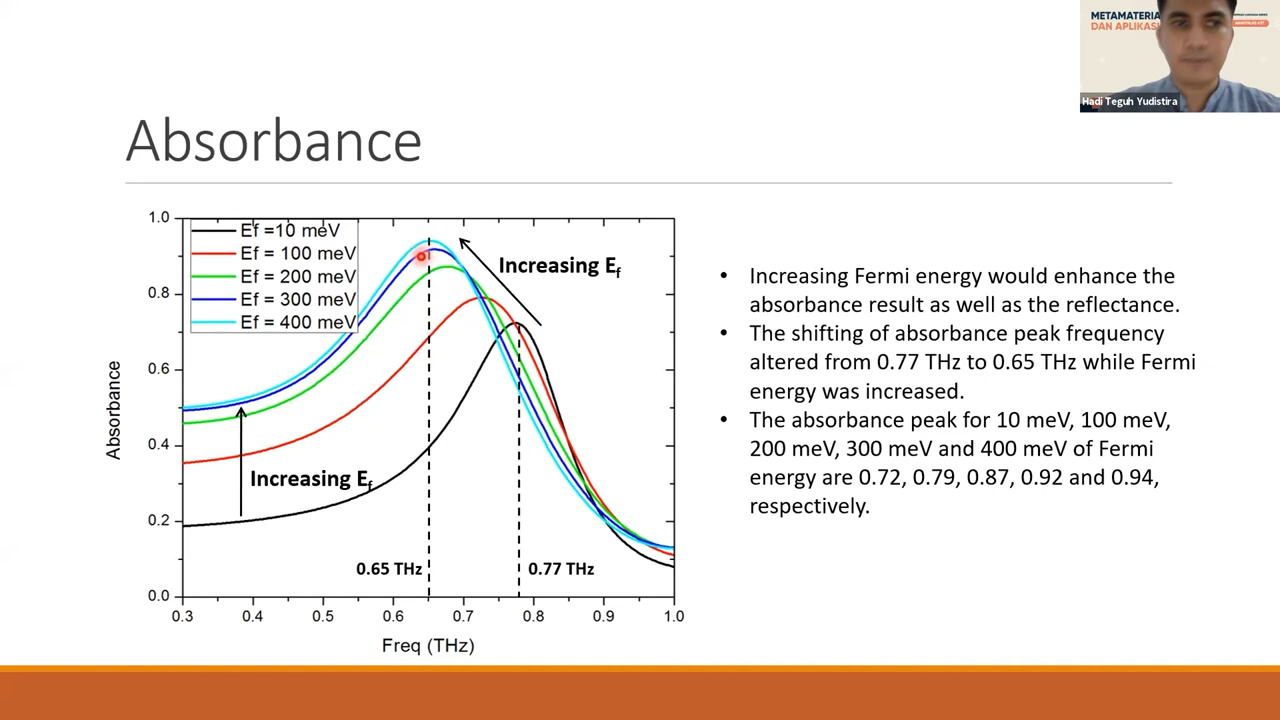 METAMATERIA
DAN APLIKASI
Hadi Teguh Yudistira
Absorbance
1.0
0.8
0.6
0.4
0.2
0.0
Absorbance
Ef =10 meV
Ef = 100 meV
Ef = 200 meV
Ef = 300 meV
Ef = 400 meV
Increasing Ef
Increasing Ef
0.65 THz
0.77 THz
0.3 0.4 0.5 0.6 0.7 0.8 0.9 1.0
Freq (THz)
• Increasing Fermi energy would enhance the
absorbance result as well as the reflectance.
• The shifting of absorbance peak frequency
altered from 0.77 THz to 0.65 THz while Fermi
energy was increased.
• The absorbance peak for 10 meV, 100 meV,
200 meV, 300 meV and 400 meV of Fermi
energy are 0.72, 0.79, 0.87, 0.92 and 0.94,
respectively.